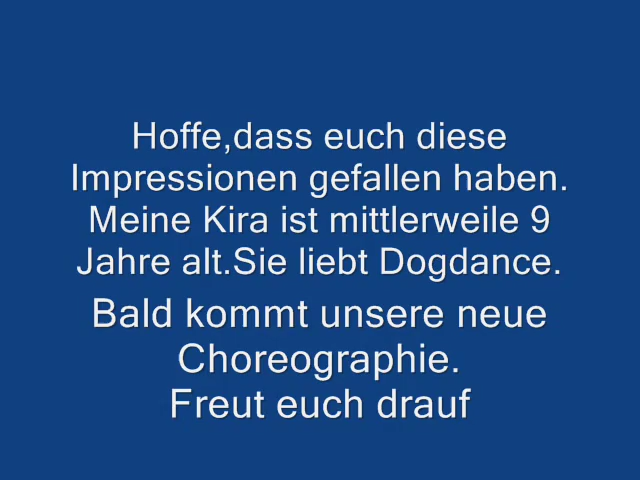 Hoffe,dass euch diese
Impressionen gefallen haben.
Meine Kira ist mittlerweile 9
Jahre alt.Sie liebt Dogdance.
Bald kommt unsere neue
Choreographie.
Freut euch drauf